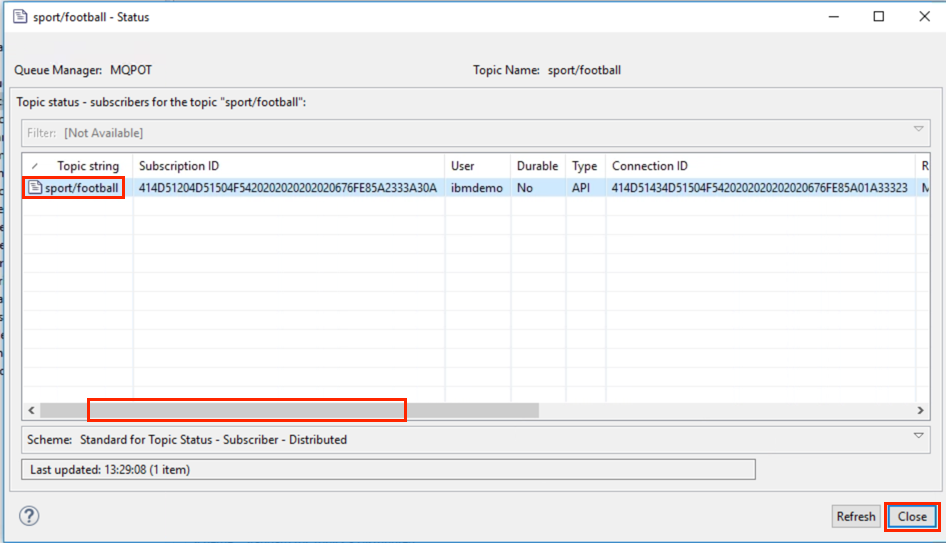 sport/football - Status
Queue Manager: MQPOT Topic Name: sport/football
Topic status - subscribers for the topic "sport/football":
Filter: [Not Available]
Topic string Subscription ID User Durable Type Connection ID R
sport/football 414D51204D51504F5420202020202020676FE85A2333A30A ibmdemo No API 414D51434D51504F5420202020202020676FE85A01A33323 M
Scheme: Standard for Topic Status - Subscriber - Distributed
Last updated: 13:29:08 (1 item)
? Refresh Close